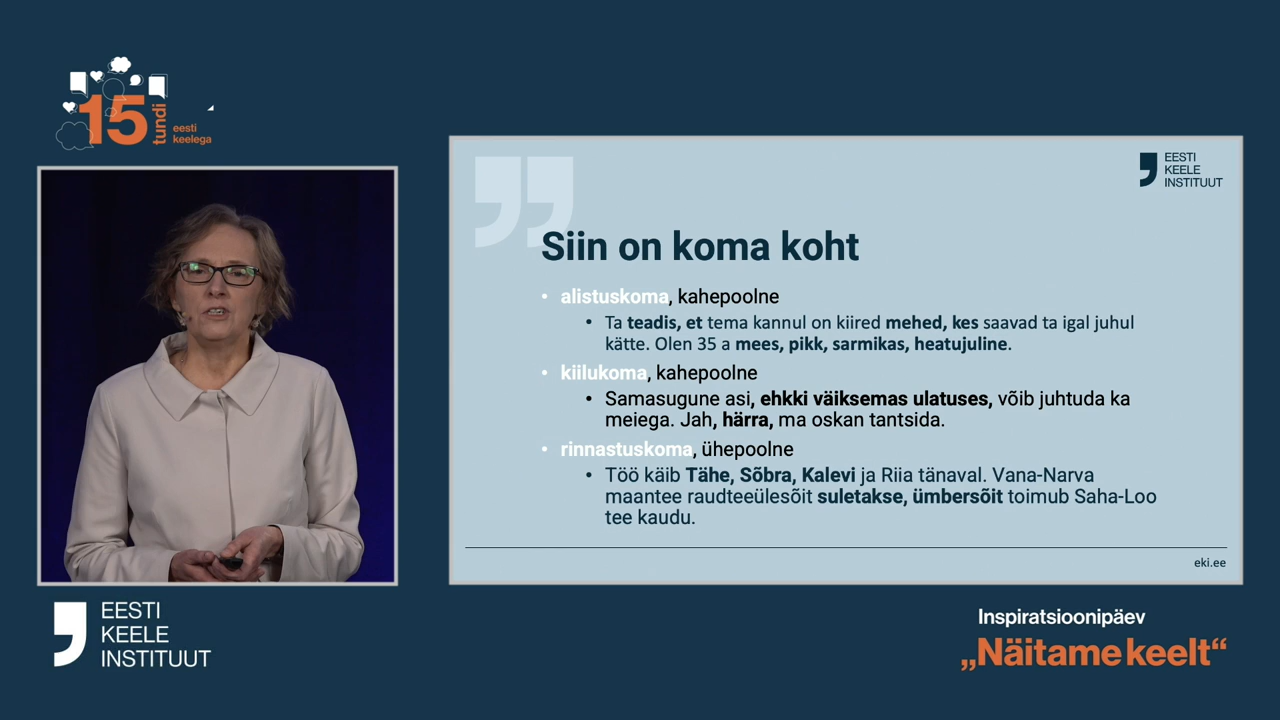 15
tundi
eesti
keelega
EESTI
KEELE
INSTITUUT
Siin on koma koht
• alistuskoma, kahepoolne
• Ta teadis, et tema kannul on kiired mehed, kes saavad ta igal juhul
kätte. Olen 35 a mees, pikk, sarmikas, heatujuline.
• kiilukoma, kahepoolne
• Samasugune asi, ehkki väiksemas ulatuses, võib juhtuda ka
meiega. Jah, härra, ma oskan tantsida.
• rinnastuskoma, ühepoolne
• Töö käib Tähe, Sõbra, Kalevi ja Riia tänaval. Vana-Narva
maantee raudteeülesõit suletakse, ümbersõit toimub Saha-Loo
tee kaudu.
eki.ee
EESTI
KEELE
INSTITUUT
Inspiratsioonipäev
„Näitame keelt“